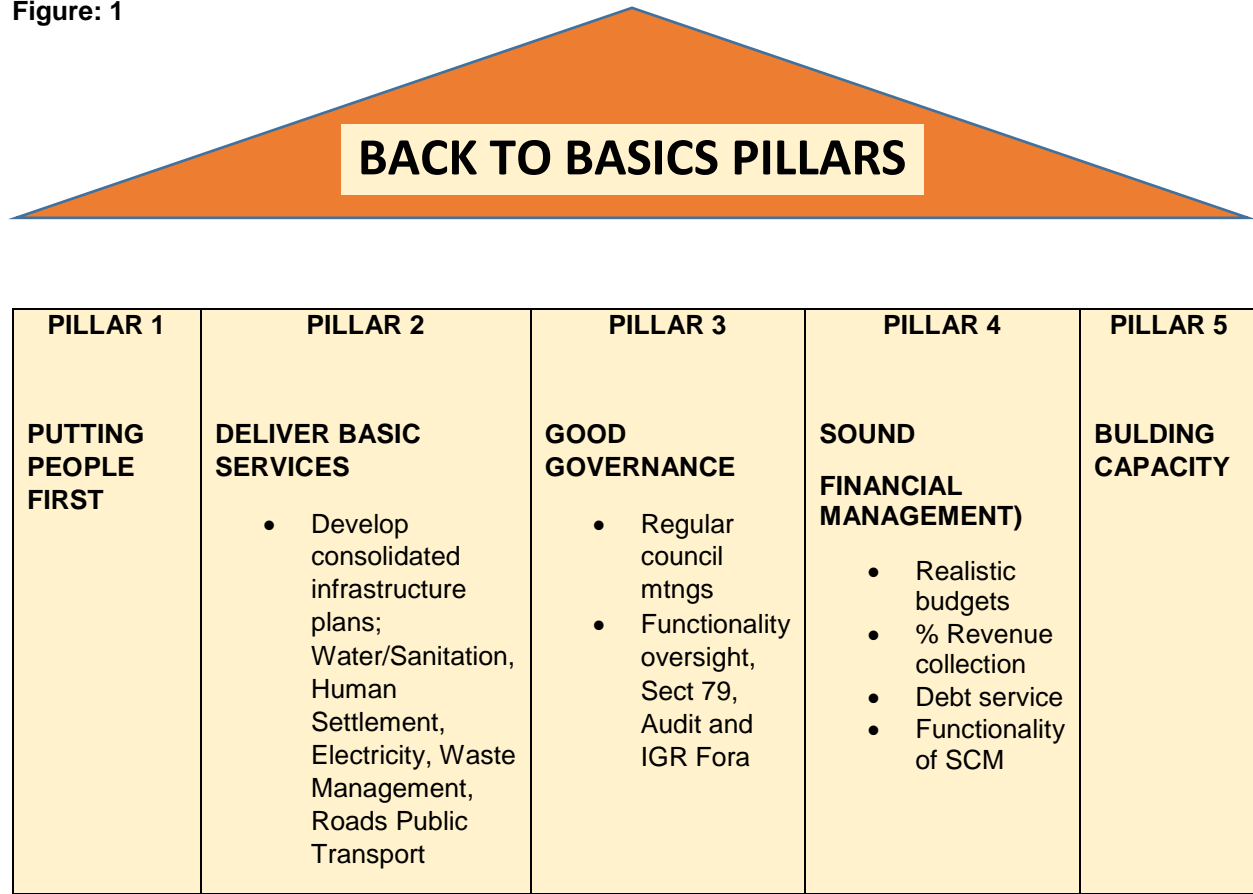 Figure: 1
BACK TO BASICS PILLARS
PILLAR 1
PUTTING
PEOPLE
FIRST
PILLAR 2
DELIVER BASIC
SERVICES
• Develop
consolidated
infrastructure
plans;
Water/Sanitation,
Human
Settlement,
Electricity, Waste
Management,
Roads Public
Transport
PILLAR 3
GOOD
GOVERNANCE
• Regular
council
mtngs
• Functionality
oversight,
Sect 79,
Audit and
IGR Fora
PILLAR 4
SOUND
FINANCIAL
MANAGEMENT)
• Realistic
budgets
• % Revenue
collection
• Debt service
• Functionality
of SCM
PILLAR 5
BULDING
CAPACITY